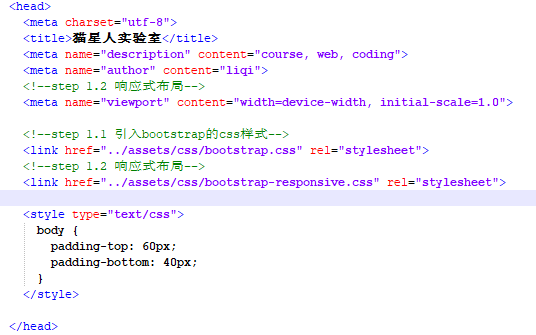 <head>
<meta charset="utf-8">
<title>猫星人实验室</title>
<meta name="description" content="course, web, coding">
<meta name="author" content="liqi">
<!--step 1.2 响应式布局-->
<meta name="viewport" content="width=device-width, initial-scale=1.0">
<!--step 1.1 引入bootstrap的css样式-->
<link href="../assets/css/bootstrap.css" rel="stylesheet">
<!--step 1.2 响应式布局-->
<link href="../assets/css/bootstrap-responsive.css" rel="stylesheet">
<style type="text/css">
body {
padding-top: 60px;
padding-bottom: 40px;
}
</style>
</head>